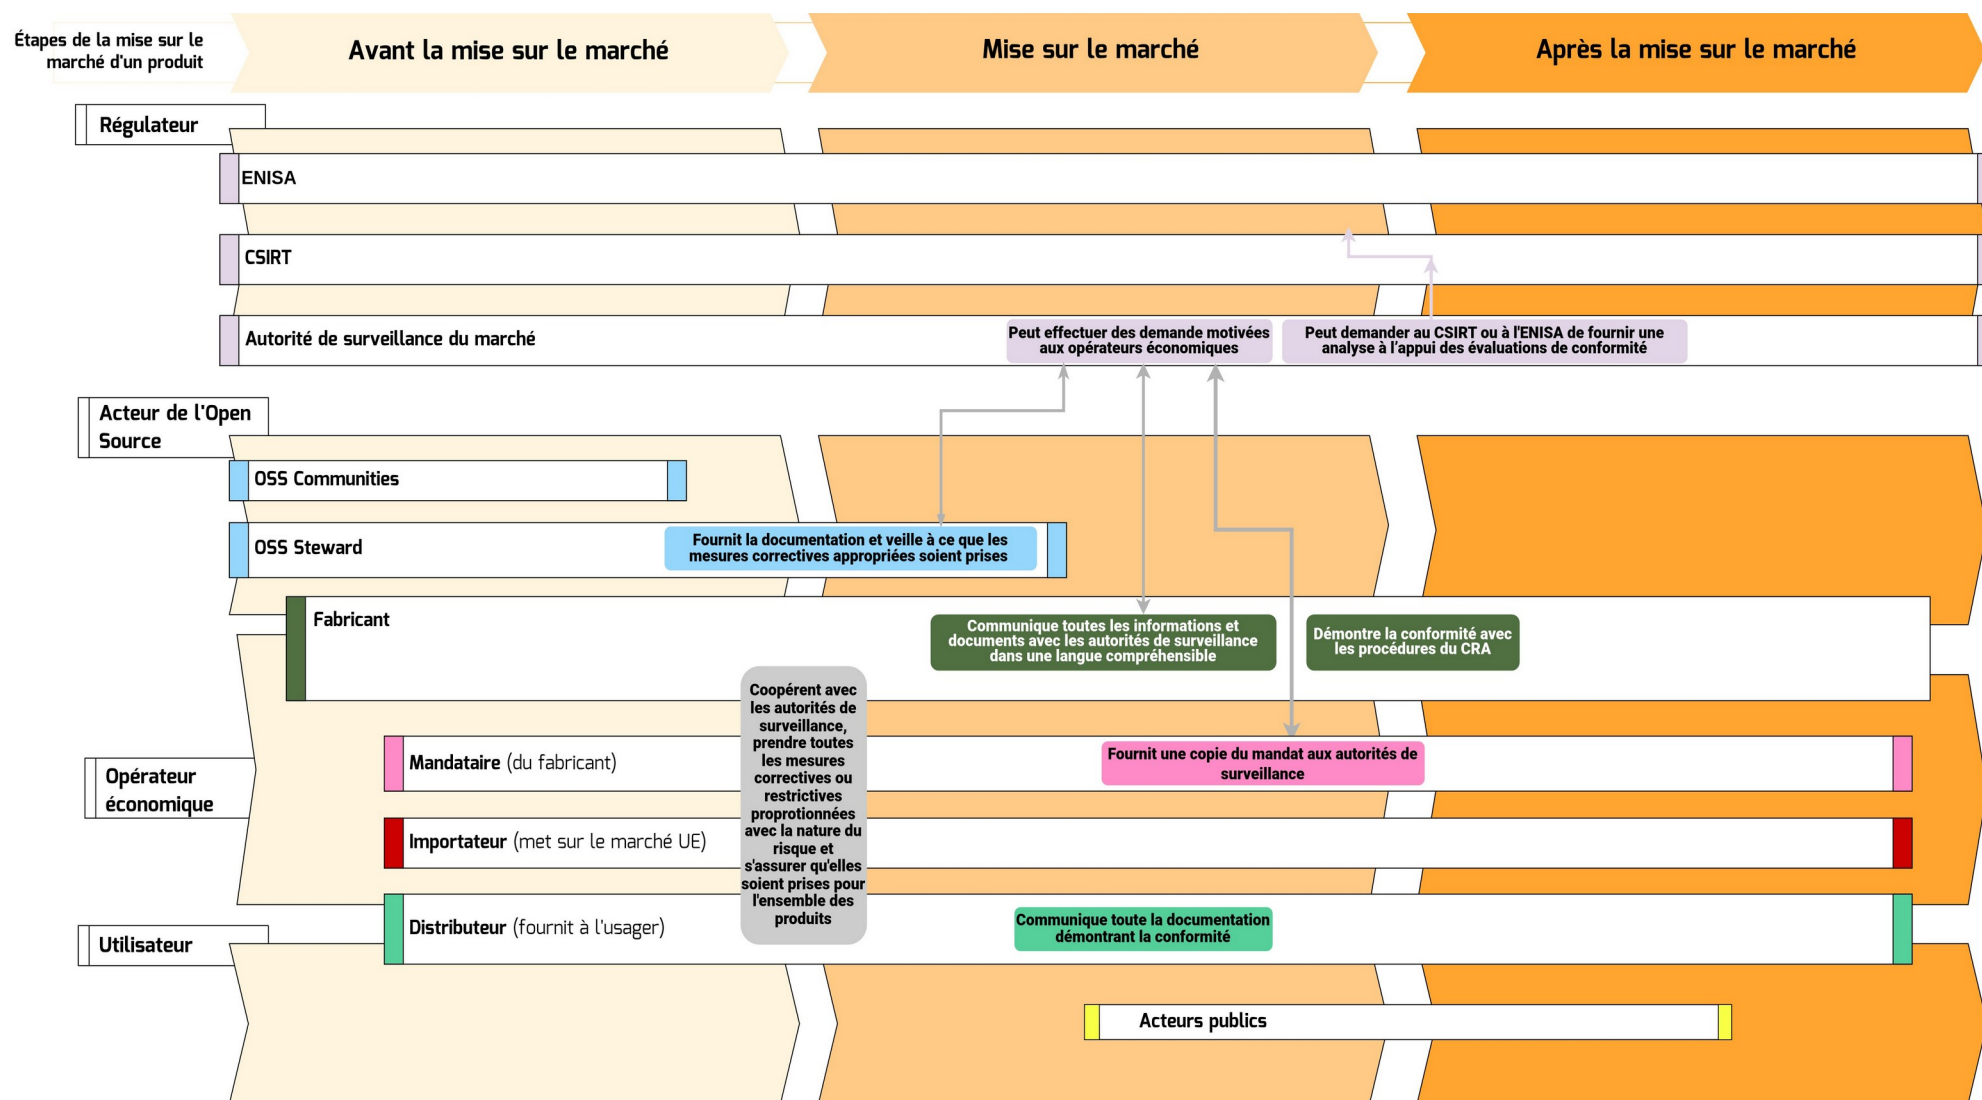 Étapes de la mise sur le
marché d'un produit
Avant la mise sur le marché
Mise sur le marché
Après la mise sur le marché
Régulateur
ENISA
CSIRT
Autorité de surveillance du marché
Peut effectuer des demande motivées
aux opérateurs économiques
Peut demander au CSIRT ou à l'ENISA de fournir une
analyse à l'appui des évaluations de conformité
Acteur de l'Open
Source
OSS Communities
OSS Steward
Fournit la documentation et veille à ce que les
mesures correctives appropriées soient prises
Fabricant
Communique toutes les informations et
documents avec les autorités de surveillance
dans une langue compréhensible
Démontre la conformité avec
les procédures du CRA
Coopérent avec
les autorités de
surveillance,
prendre toutes
les mesures
correctives ou
restrictives
proprotionnées
avec la nature du
risque et
s'assurer qu'elles
soient prises pour
l'ensemble des
produits
Opérateur
économique
Mandataire (du fabricant)
Fournit une copie du mandat aux autorités de
surveillance
Importateur (met sur le marché UE)
Distributeur (fournit à l'usager)
Communique toute la documentation
démontrant la conformité
Utilisateur
Acteurs publics